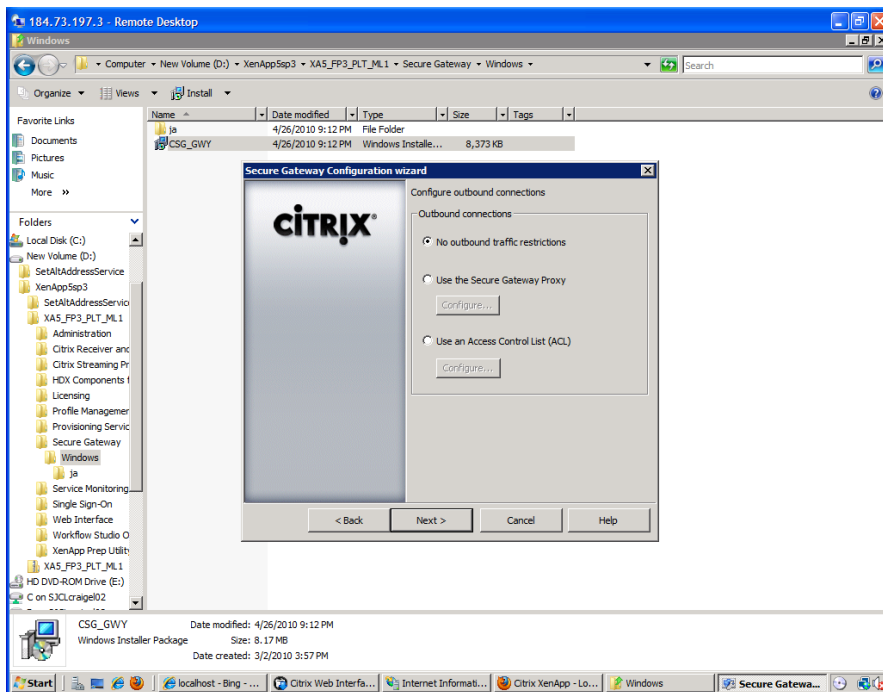 184.73.197.3 - Remote Desktop
Windows
Computer New Volume (D:) XenApp5sp3 XA5_FP3_PLT_ML1 Secure Gateway Windows
Search
Organize Views Install
Favorite Links
Documents
Pictures
Music
More »
Folders
Local Disk (C:)
New Volume (D:)
SetAltAddressService
XenApp5sp3
SetAltAddressServic
XA5_FP3_PLT_ML1
Administration
Citrix Receiver and
Citrix Streaming Pr
HDX Components f
Licensing
Profile Managemer
Provisioning Servic
Secure Gateway
Windows
ja
Service Monitoring
Single Sign-On
Web Interface
Workflow Studio O
XenApp Prep Utility
XA5_FP3_PLT_ML1
HD DVD-ROM Drive (E:)
C on SJCLcraigel02
Name Date modified Type Size Tags
ja 4/26/2010 9:12 PM File Folder
CSG_GWY 4/26/2010 9:12 PM Windows Installe... 8,373 KB
Secure Gateway Configuration wizard
CITRIX®
Configure outbound connections
Outbound connections
No outbound traffic restrictions
Use the Secure Gateway Proxy
Configure...
Use an Access Control List (ACL)
Configure...
< Back Next > Cancel Help
CSG_GWY Date modified: 4/26/2010 9:12 PM
Windows Installer Package Size: 8.17 MB
Date created: 3/2/2010 3:57 PM
Start localhost - Bing - ... Citrix Web Interfa... Internet Informati... Citrix XenApp - Lo... Windows Secure Gatewa...